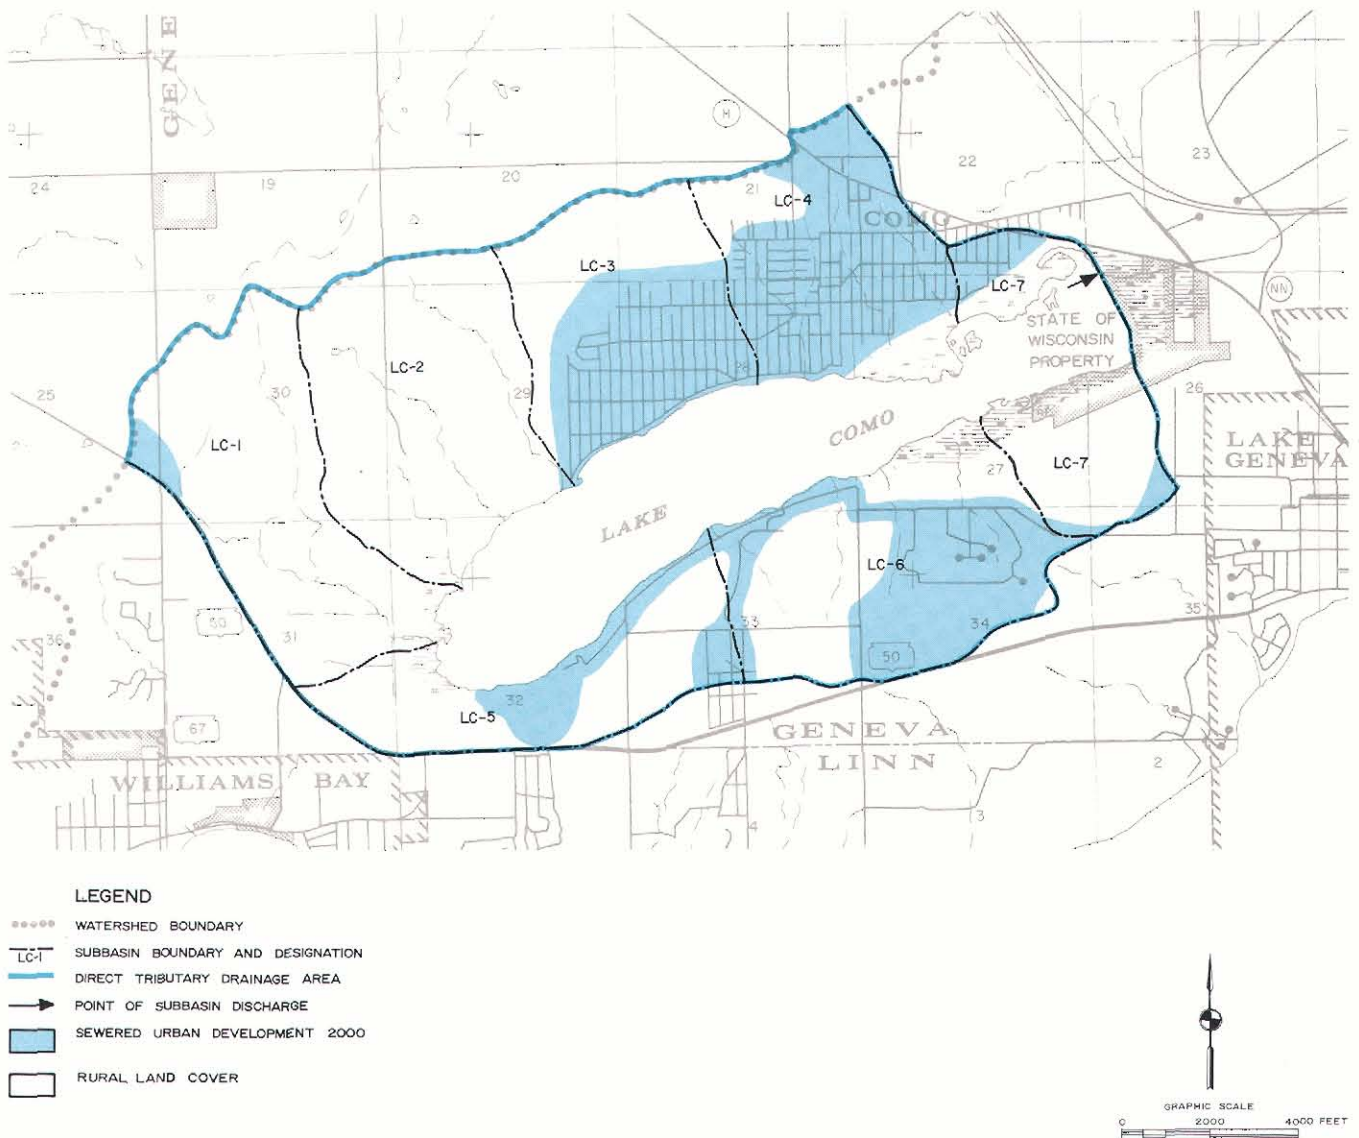 GENE
H
22
23
24
19
20
21
LC-4
COMO
LC-3
LC-7
NN
STATE OF
WISCONSIN
PROPERTY
25
30
LC-2
29
28
26
COMO
LAKE
GENEVA
LC-1
27
LC-7
LAKE
LC-6
50
31
33
34
35
36
50
32
LC-5
67
GENEVA
LINN
WILLIAMS BAY
2
3
4
LEGEND
WATERSHED BOUNDARY
LC-1 SUBBASIN BOUNDARY AND DESIGNATION
DIRECT TRIBUTARY DRAINAGE AREA
POINT OF SUBBASIN DISCHARGE
SEWERED URBAN DEVELOPMENT 2000
RURAL LAND COVER
GRAPHIC SCALE
0 2000 4000 FEET